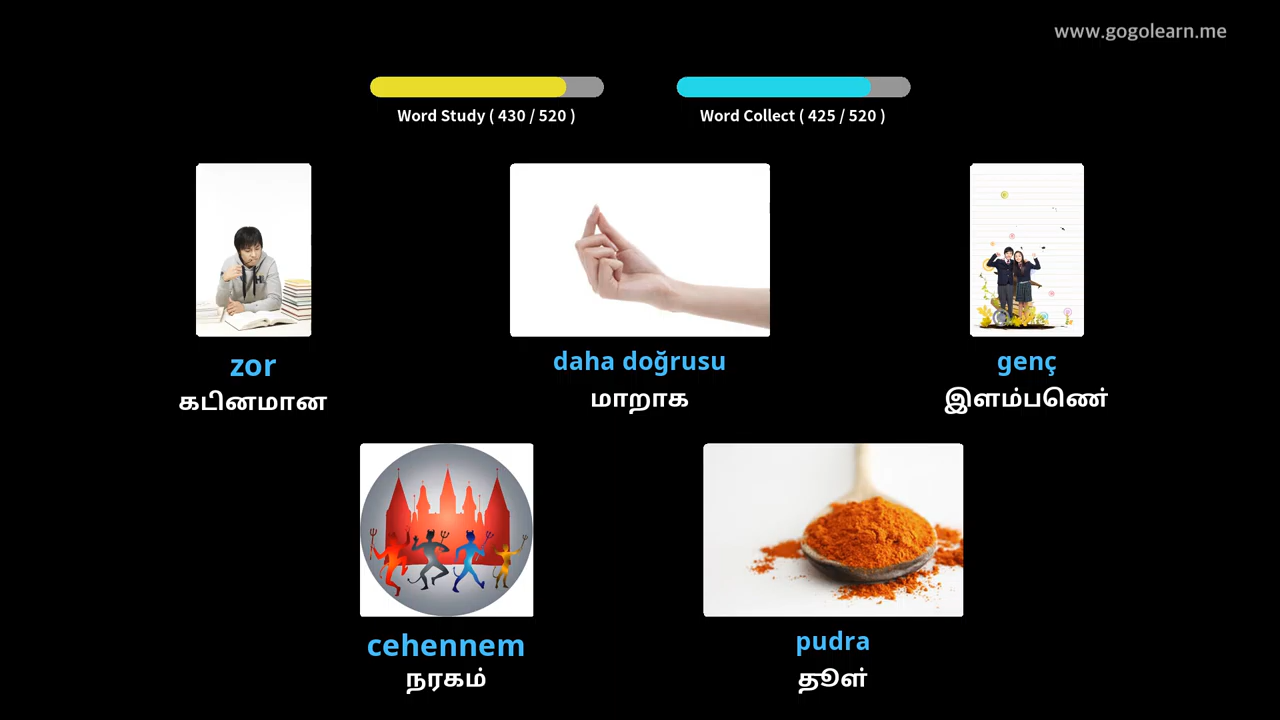 www.gogolearn.me
Word Study ( 430 / 520 )
Word Collect ( 425 / 520 )
zor
கடினமான
daha doğrusu
மாறாக
genç
இளம்பெண்
cehennem
நரகம்
pudra
தூள்